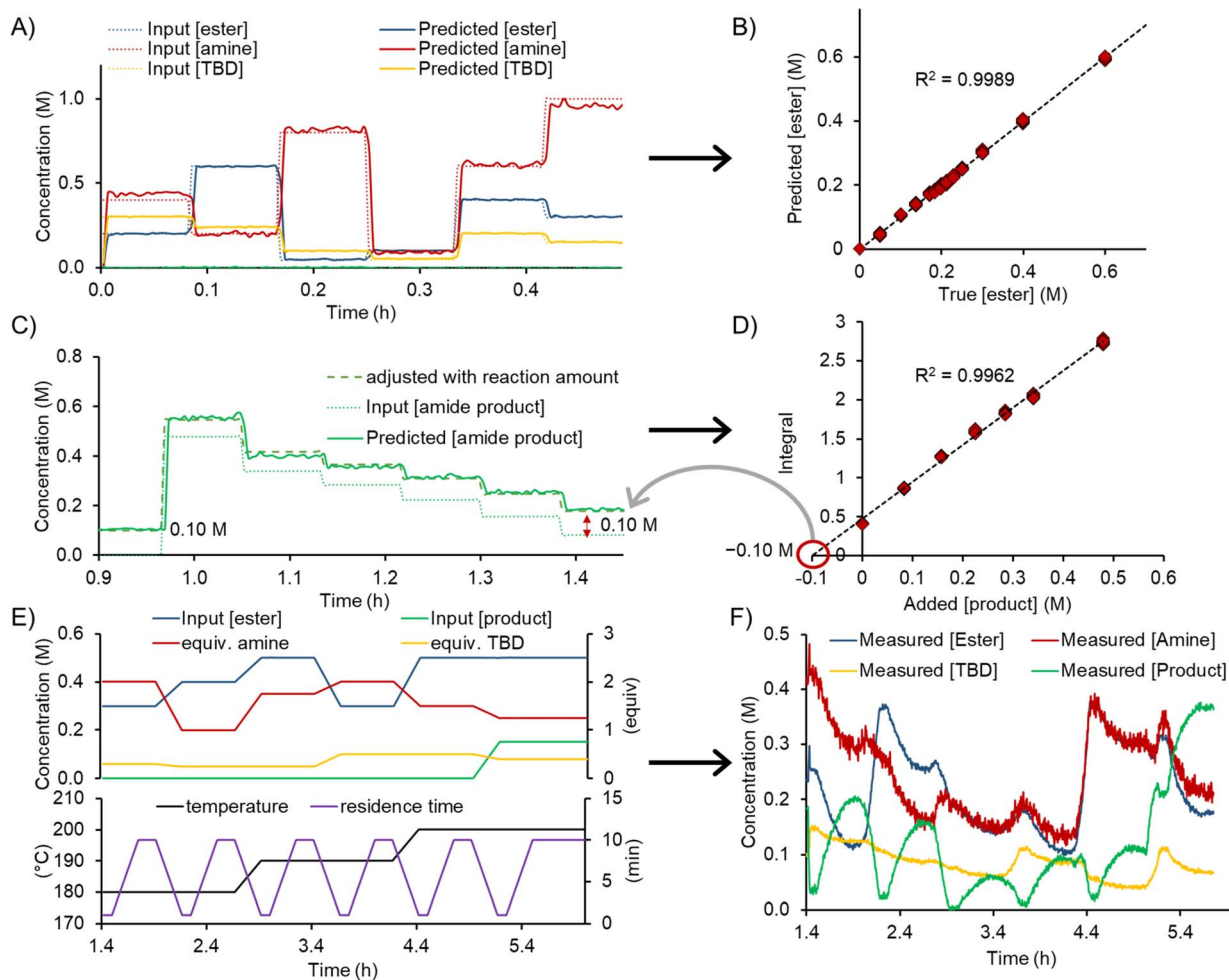 A)
Input [ester]
Predicted [ester]
Input [amine]
Predicted [amine]
Input [TBD]
Predicted [TBD]
Concentration (M)
1.0
0.5
0.0
0.0
0.1
0.2
0.3
0.4
Time (h)
B)
R² = 0.9989
Predicted [ester] (M)
0.6
0.4
0.2
0
0
0.2
0.4
0.6
True [ester] (M)
C)
adjusted with reaction amount
Input [amide product]
Predicted [amide product]
Concentration (M)
0.8
0.6
0.4
0.2
0.0
0.10 M
0.10 M
0.9
1.0
1.1
1.2
1.3
1.4
Time (h)
D)
R² = 0.9962
Integral
3
2.5
2
1.5
1
0.5
0
−0.10 M
-0.1
0
0.1
0.2
0.3
0.4
0.5
0.6
Added [product] (M)
E)
Input [ester]
Input [product]
equiv. amine
equiv. TBD
Concentration (M)
0.6
0.4
0.2
0.0
3
2
1
0
(equiv)
temperature
residence time
(°C)
210
200
190
180
170
15
10
5
0
(min)
1.4
2.4
3.4
4.4
5.4
Time (h)
F)
Measured [Ester]
Measured [Amine]
Measured [TBD]
Measured [Product]
Concentration (M)
0.5
0.4
0.3
0.2
0.1
0.0
1.4
2.4
3.4
4.4
5.4
Time (h)